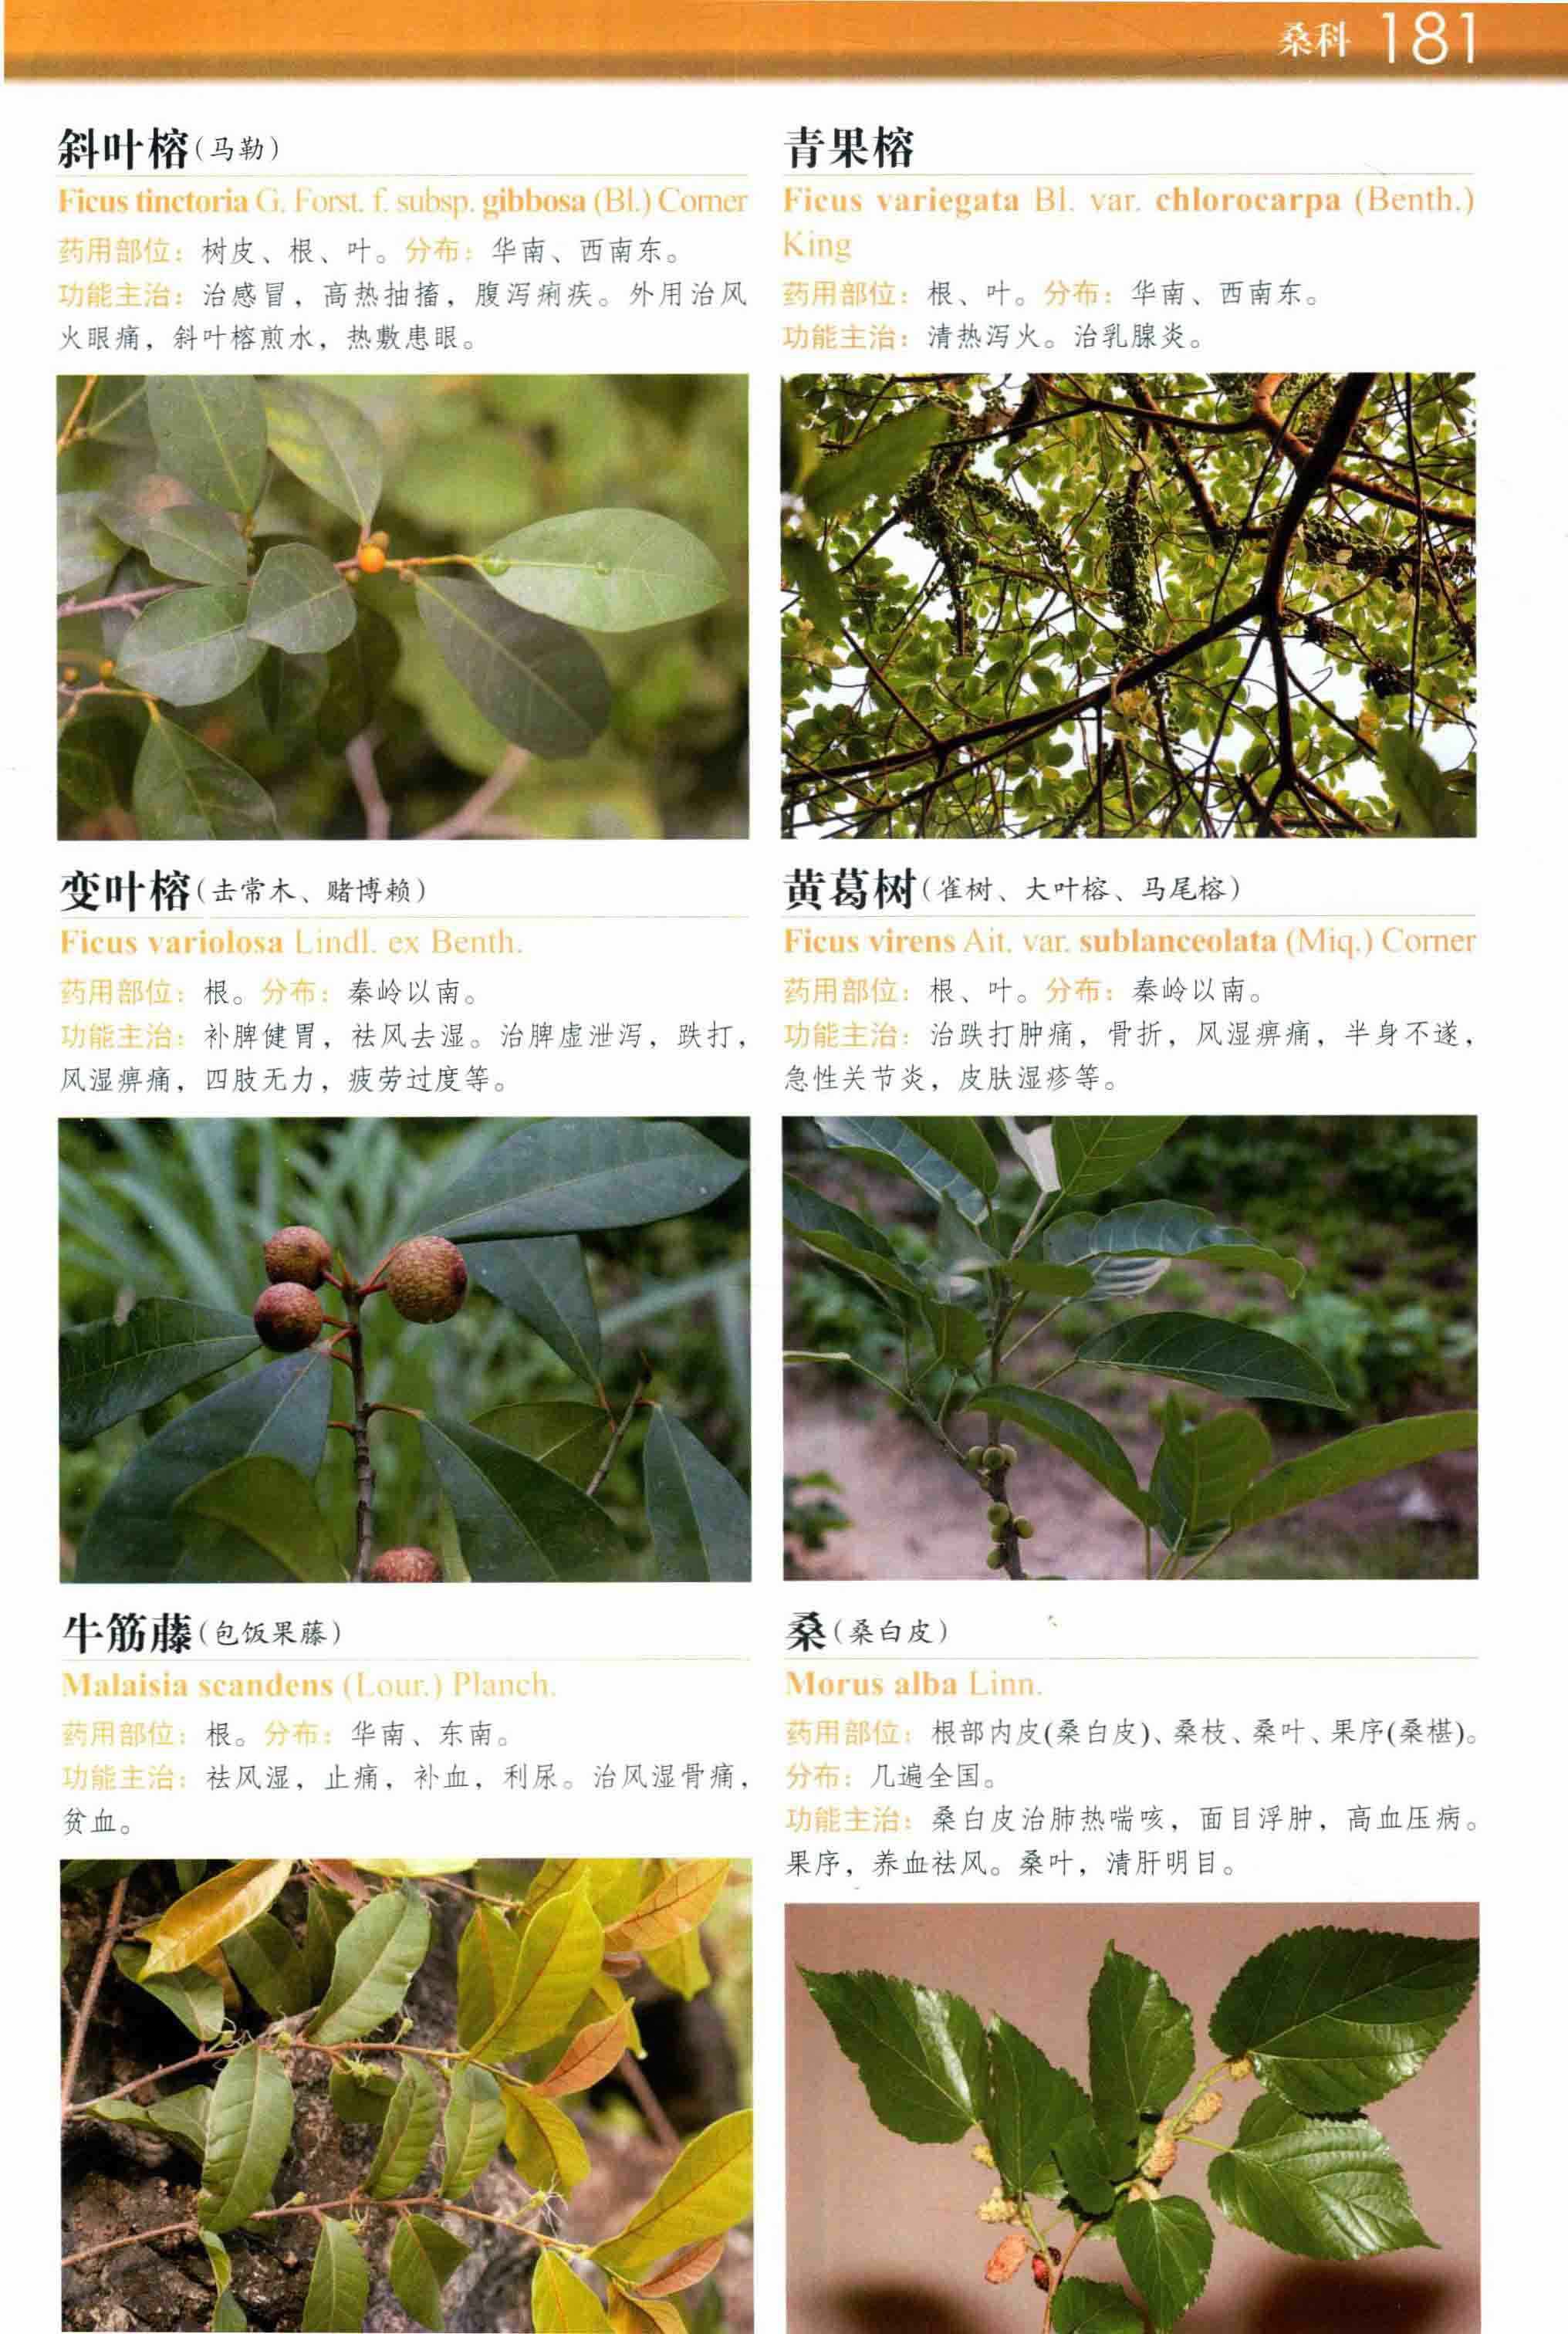 桑科 181
斜叶榕(马勒)
Ficus tinctoria G. Forst. f. subsp. gibbosa (Bl.) Corner
药用部位：树皮、根、叶。分布：华南、西南东。
功能主治：治感冒，高热抽搐，腹泻痢疾。外用治风
火眼痛，斜叶榕煎水，热敷患眼。
青果榕
Ficus variegata Bl. var. chlorocarpa (Benth.)
King
药用部位：根、叶。分布：华南、西南东。
功能主治：清热泻火。治乳腺炎。
变叶榕(击常木、赌博赖)
Ficus variolosa Lindl. ex Benth.
药用部位：根。分布：秦岭以南。
功能主治：补脾健胃，祛风去湿。治脾虚泄泻，跌打，
风湿痹痛，四肢无力，疲劳过度等。
黄葛树(雀树、大叶榕、马尾榕)
Ficus virens Ait. var. sublanceolata (Miq.) Corner
药用部位：根、叶。分布：秦岭以南。
功能主治：治跌打肿痛，骨折，风湿痹痛，半身不遂，
急性关节炎，皮肤湿疹等。
牛筋藤(包饭果藤)
Malaisia scandens (Lour.) Planch.
药用部位：根。分布：华南、东南。
功能主治：祛风湿，止痛，补血，利尿。治风湿骨痛，
贫血。
桑(桑白皮)
Morus alba Linn.
药用部位：根部内皮(桑白皮)、桑枝、桑叶、果序(桑椹)。
分布：几遍全国。
功能主治：桑白皮治肺热喘咳，面目浮肿，高血压病。
果序，养血祛风。桑叶，清肝明目。